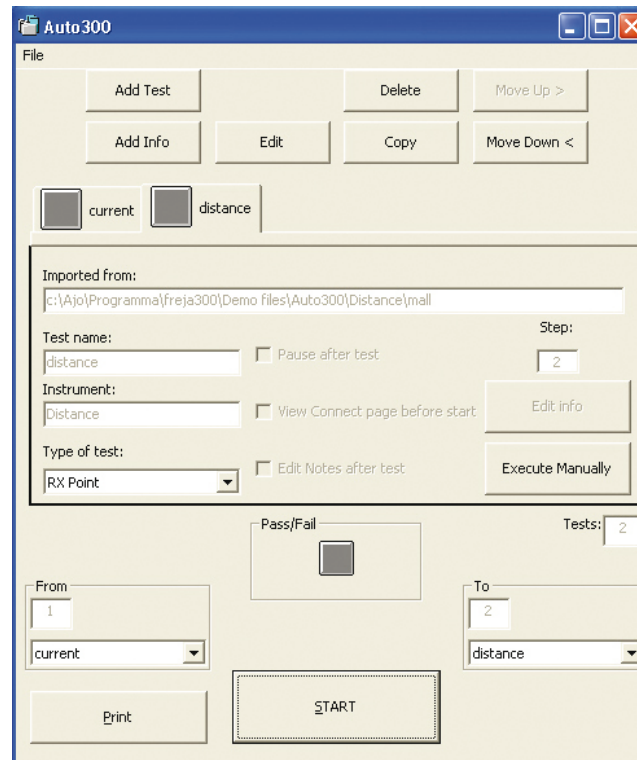 Auto300
File
Add Test
Delete
Move Up >
Add Info
Edit
Copy
Move Down <
current
distance
Imported from:
c:\Ajo\Programma\freja300\Demo files\Auto300\Distance\mall
Test name:
distance
Pause after test
Step:
2
Instrument:
Distance
View Connect page before start
Edit info
Type of test:
RX Point
Edit Notes after test
Execute Manually
Pass/Fail
Tests: 2
From
1
current
To
2
distance
Print
START